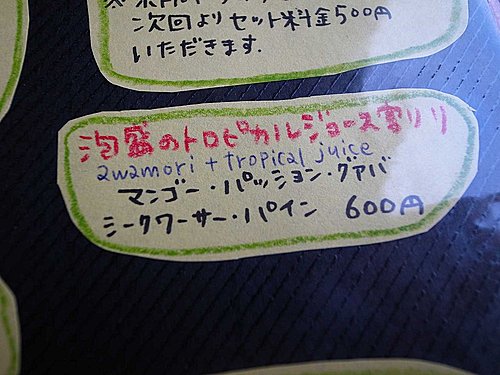 次回よりセット料金500円
いただきます.
泡盛のトロピカルジュース割り
awamori + tropical juice
マンゴー・パッション・グァバ
シークワーサー・パイン 600円